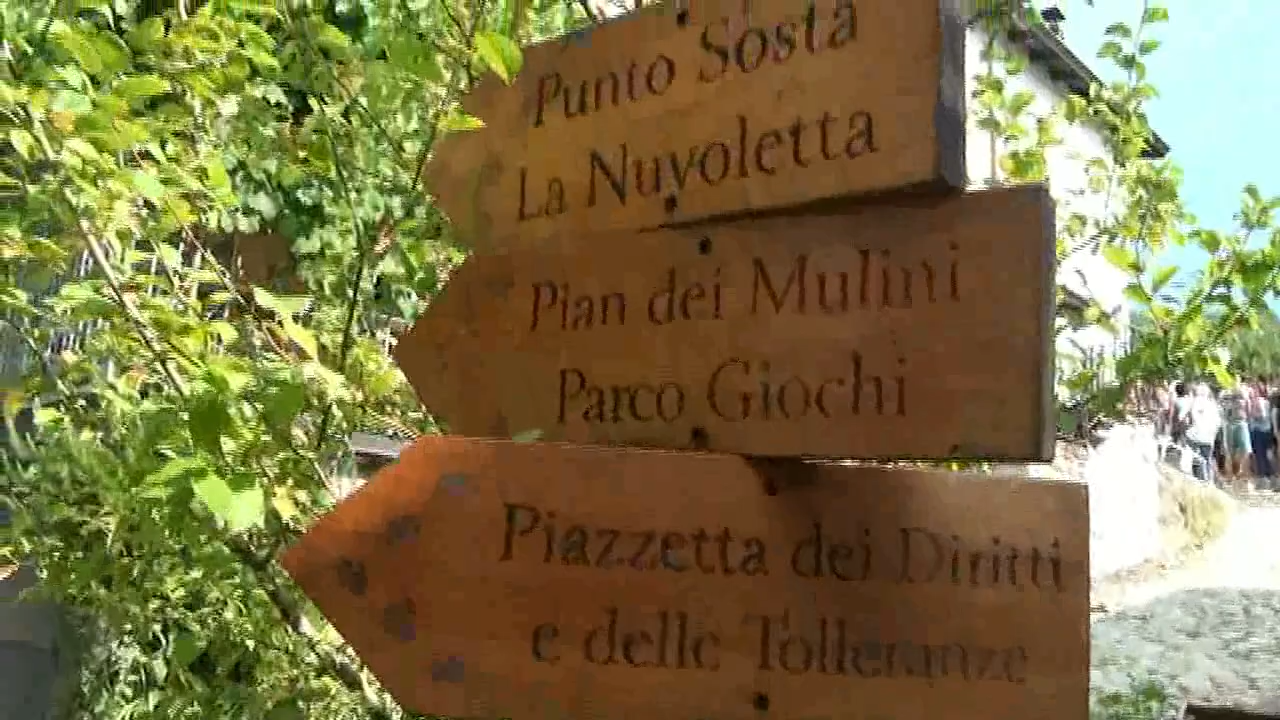 Punto Sosta
La Nuvoletta
Pian dei Mulini
Parco Giochi
Piazzetta dei Diritti
e delle Tolleranze